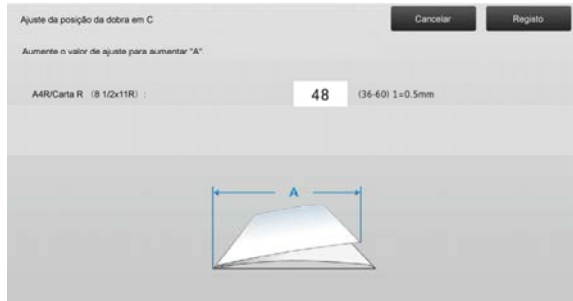 Ajuste da posição da dobra em C
Cancelar
Registo
Aumente o valor de ajuste para aumentar "A".
A4R/Carta R (8 1/2x11R) :
48
(36-60) 1=0.5mm
A